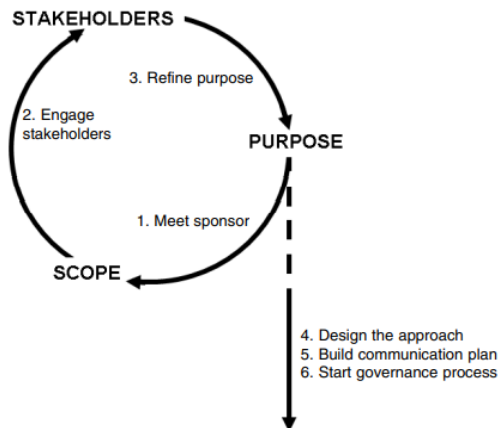 STAKEHOLDERS
3. Refine purpose
2. Engage
stakeholders
PURPOSE
1. Meet sponsor
SCOPE
4. Design the approach
5. Build communication plan
6. Start governance process